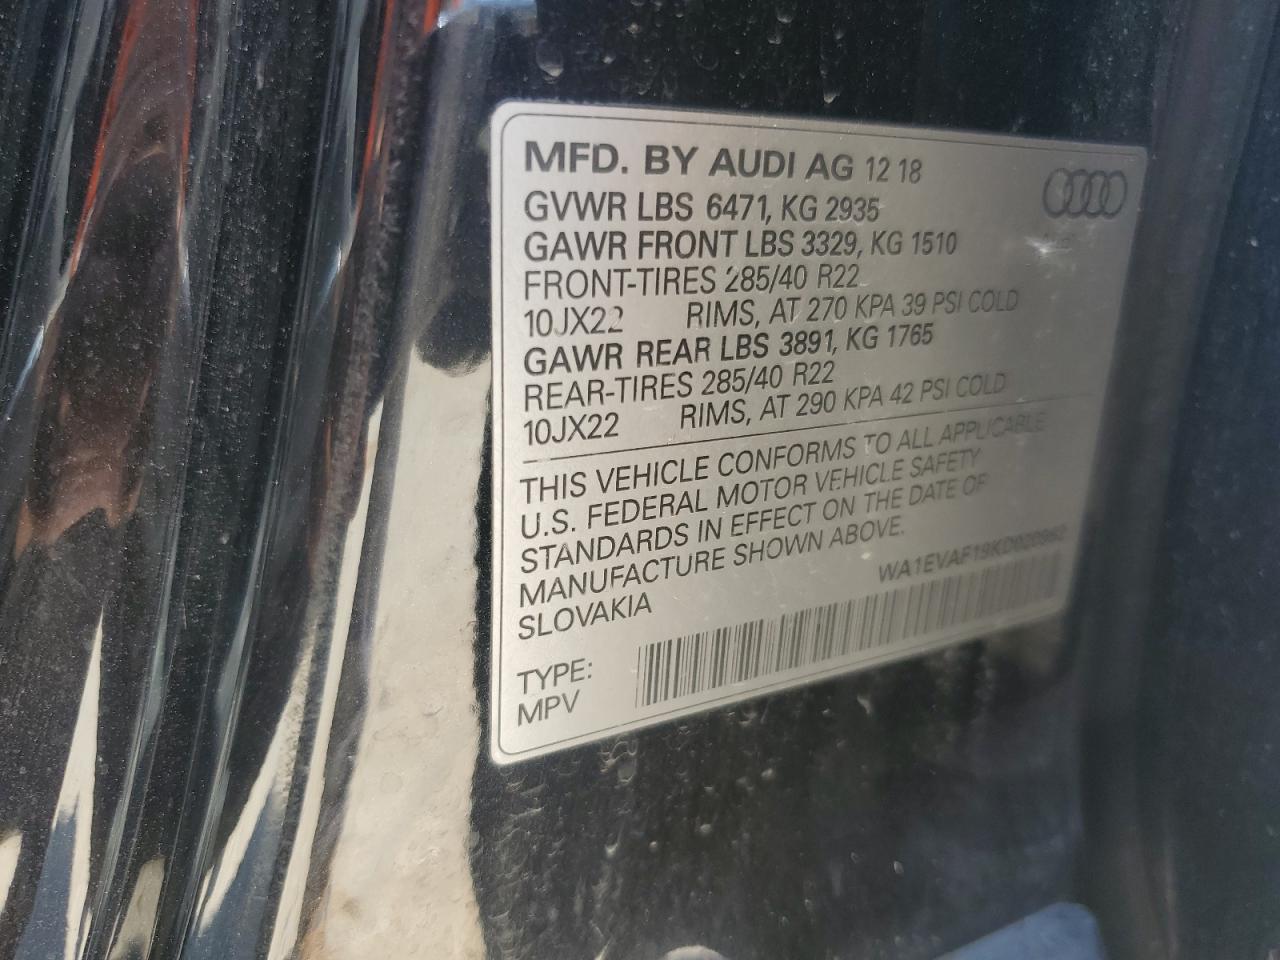 MFD. BY AUDI AG 12 18
GVWR LBS 6471, KG 2935
GAWR FRONT LBS 3329, KG 1510
FRONT-TIRES 285/40 R22
10JX22 RIMS, AT 270 KPA 39 PSI COLD
GAWR REAR LBS 3891, KG 1765
REAR-TIRES 285/40 R22
10JX22 RIMS, AT 290 KPA 42 PSI COLD
THIS VEHICLE CONFORMS TO ALL APPLICABLE
U.S. FEDERAL MOTOR VEHICLE SAFETY
STANDARDS IN EFFECT ON THE DATE OF
MANUFACTURE SHOWN ABOVE.
SLOVAKIA
TYPE:
MPV